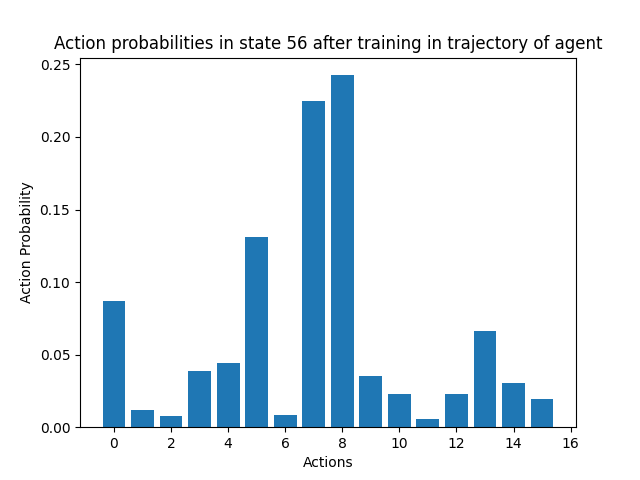 Action probabilities in state 56 after training in trajectory of agent
0.25
0.20
0.15
0.10
0.05
0.00
Action Probability
0 2 4 6 8 10 12 14 16
Actions